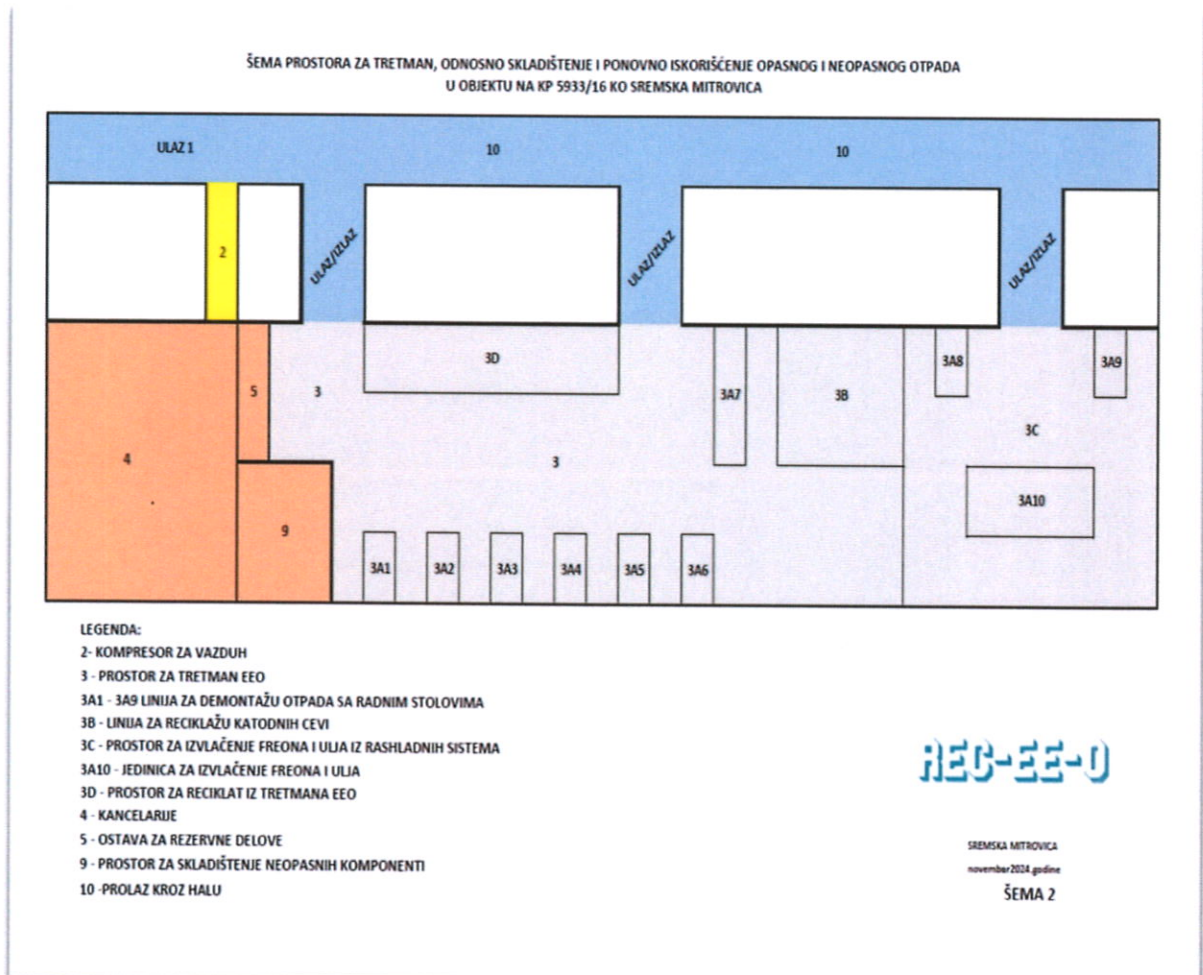 ŠEMA PROSTORA ZA TRETMAN, ODNOSNO SKLADIŠTENJE I PONOVNO ISKORIŠĆENJE OPASNOG I NEOPASNOG OTPADA
U OBJEKTU NA KP 5933/16 KO SREMSKA MITROVICA
ULAZ 1
10
10
2
ULAZ/IZLAZ
ULAZ/IZLAZ
ULAZ/IZLAZ
5
3
3D
3A7
3B
3A8
3A9
4
3
3C
9
3A10
3A1
3A2
3A3
3A4
3A5
3A6
LEGENDA:
2- KOMPRESOR ZA VAZDUH
3 - PROSTOR ZA TRETMAN EEO
3A1 - 3A9 LINIJA ZA DEMONTAŽU OTPADA SA RADNIM STOLOVIMA
3B - LINIJA ZA RECIKLAŽU KATODNIH CEVI
3C - PROSTOR ZA IZVLAČENJE FREONA I ULJA IZ RASHLADNIH SISTEMA
3A10 - JEDINICA ZA IZVLAČENJE FREONA I ULJA
3D - PROSTOR ZA RECIKLAT IZ TRETMANA EEO
4 - KANCELARIJE
5 - OSTAVA ZA REZERVNE DELOVE
9 - PROSTOR ZA SKLADIŠTENJE NEOPASNIH KOMPONENTI
10 -PROLAZ KROZ HALU
REC-EE-O
SREMSKA MITROVICA
novembar2024.godine
ŠEMA 2